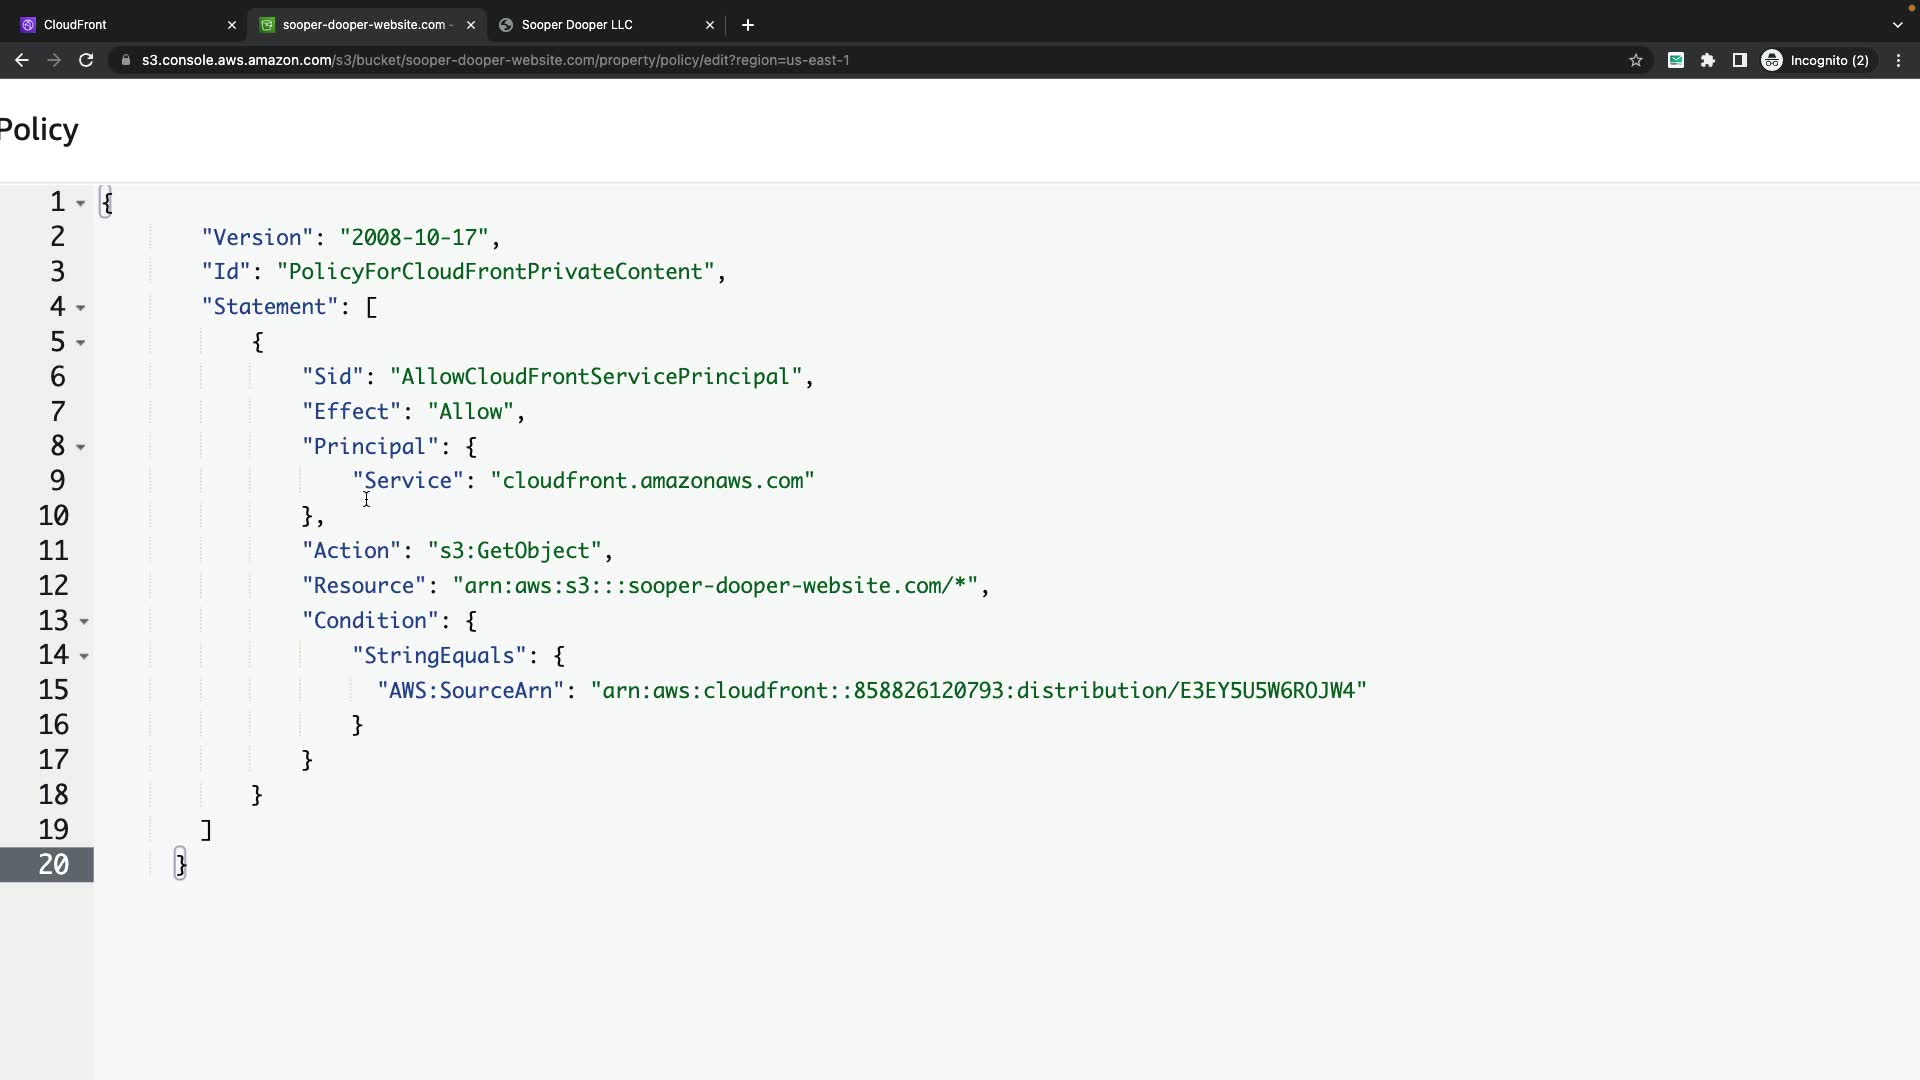 CloudFront
sooper-dooper-website.com -
Sooper Dooper LLC
s3.console.aws.amazon.com/s3/bucket/sooper-dooper-website.com/property/policy/edit?region=us-east-1
Incognito (2)
Policy
1 {
2 "Version": "2008-10-17",
3 "Id": "PolicyForCloudFrontPrivateContent",
4 "Statement": [
5 {
6 "Sid": "AllowCloudFrontServicePrincipal",
7 "Effect": "Allow",
8 "Principal": {
9 "Service": "cloudfront.amazonaws.com"
10 },
11 "Action": "s3:GetObject",
12 "Resource": "arn:aws:s3:::sooper-dooper-website.com/*",
13 "Condition": {
14 "StringEquals": {
15 "AWS:SourceArn": "arn:aws:cloudfront::858826120793:distribution/E3EY5U5W6ROJW4"
16 }
17 }
18 }
19 ]
20 }